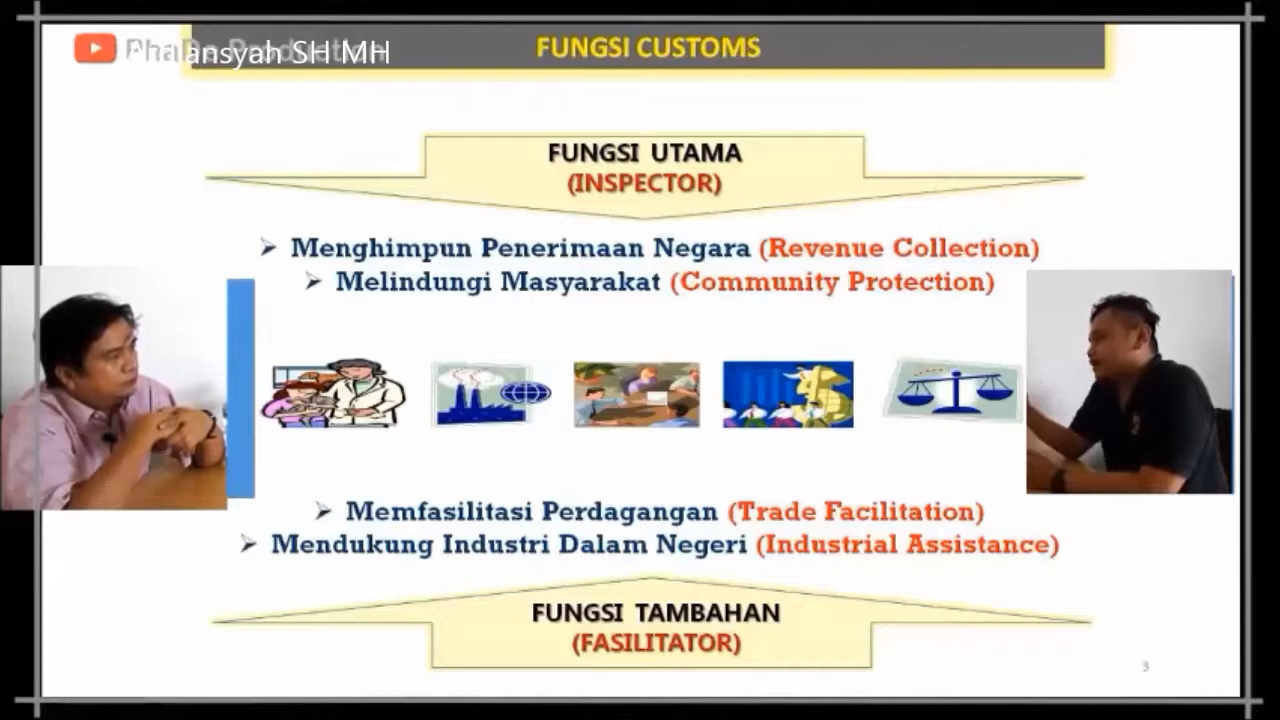 FUNGSI CUSTOMS
ansyah SH MH
FUNGSI UTAMA
(INSPECTOR)
➢ Menghimpun Penerimaan Negara (Revenue Collection)
➢ Melindungi Masyarakat (Community Protection)
➢ Memfasilitasi Perdagangan (Trade Facilitation)
➢ Mendukung Industri Dalam Negeri (Industrial Assistance)
FUNGSI TAMBAHAN
(FASILITATOR)
3